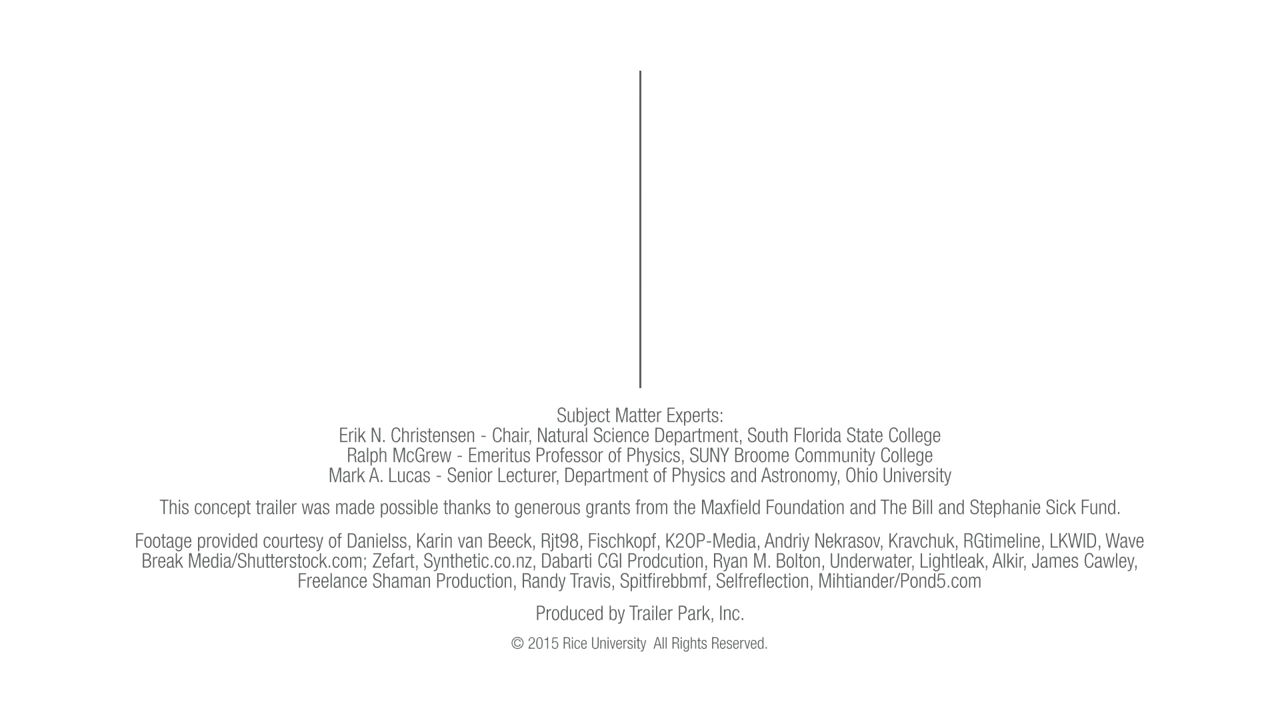 Subject Matter Experts:
Erik N. Christensen - Chair, Natural Science Department, South Florida State College
Ralph McGrew - Emeritus Professor of Physics, SUNY Broome Community College
Mark A. Lucas - Senior Lecturer, Department of Physics and Astronomy, Ohio University
This concept trailer was made possible thanks to generous grants from the Maxfield Foundation and The Bill and Stephanie Sick Fund.
Footage provided courtesy of Danielss, Karin van Beeck, Rjt98, Fischkopf, K2OP-Media, Andriy Nekrasov, Kravchuk, RGtimeline, LKWID, Wave
Break Media/Shutterstock.com; Zefart, Synthetic.co.nz, Dabarti CGI Prodcution, Ryan M. Bolton, Underwater, Lightleak, Alkir, James Cawley,
Freelance Shaman Production, Randy Travis, Spitfirebbmf, Selfreflection, Mihtiander/Pond5.com
Produced by Trailer Park, Inc.
© 2015 Rice University  All Rights Reserved.